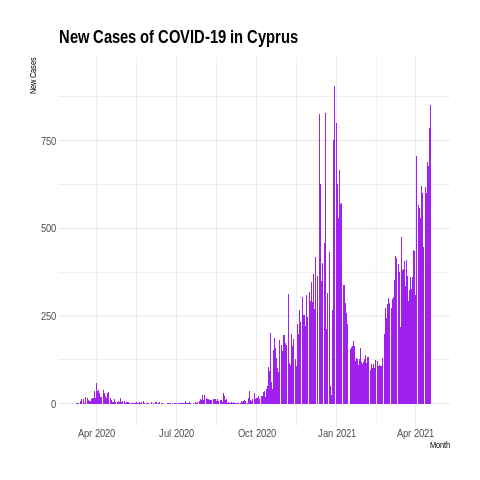 New Cases of COVID-19 in Cyprus
New Cases
750
500
250
0
Apr 2020 Jul 2020 Oct 2020 Jan 2021 Apr 2021
Month